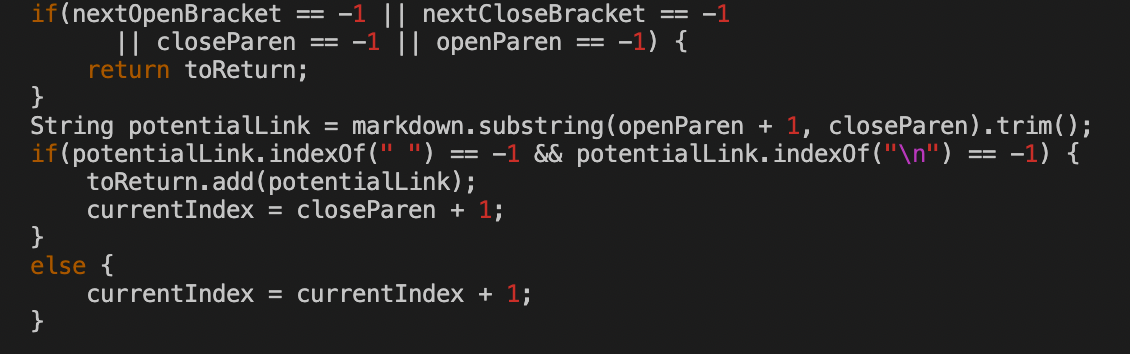 if(nextOpenBracket == -1 || nextCloseBracket == -1
      || closeParen == -1 || openParen == -1) {
    return toReturn;
}
String potentialLink = markdown.substring(openParen + 1, closeParen).trim();
if(potentialLink.indexOf(" ") == -1 && potentialLink.indexOf("\n") == -1) {
    toReturn.add(potentialLink);
    currentIndex = closeParen + 1;
}
else {
    currentIndex = currentIndex + 1;
}